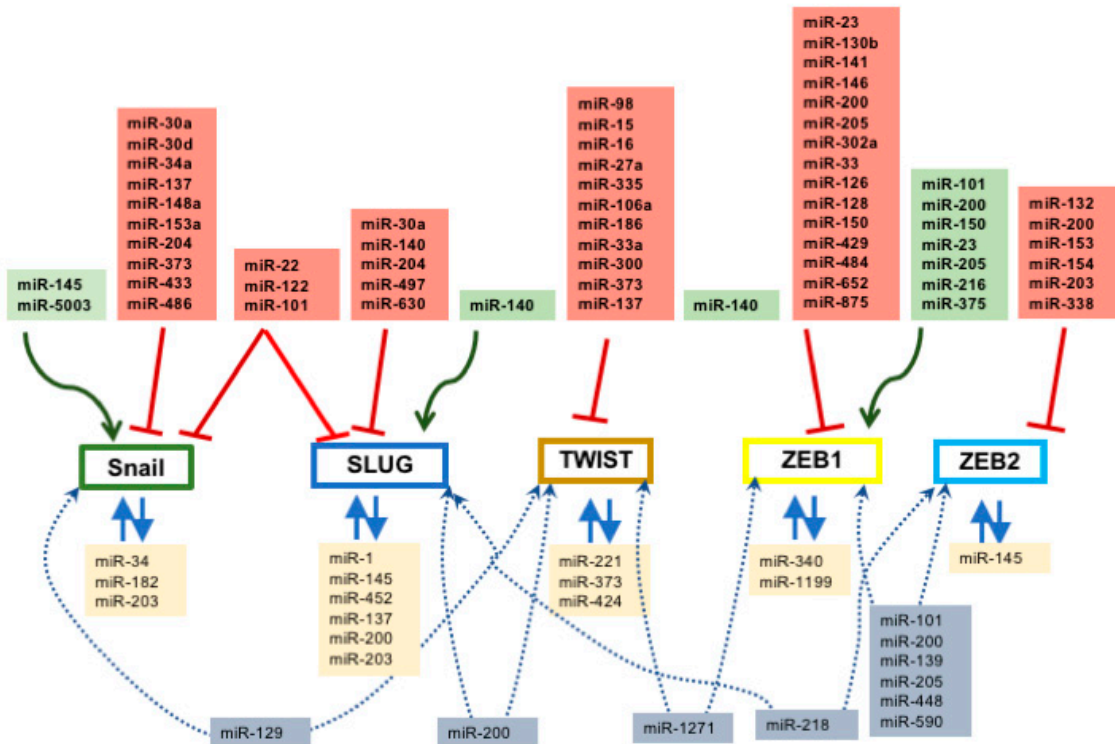 miR-145
miR-5003
miR-30a
miR-30d
miR-34a
miR-137
miR-148a
miR-153a
miR-204
miR-373
miR-433
miR-486
miR-22
miR-122
miR-101
miR-30a
miR-140
miR-204
miR-497
miR-630
miR-140
miR-98
miR-15
miR-16
miR-27a
miR-335
miR-106a
miR-186
miR-33a
miR-300
miR-373
miR-137
miR-140
miR-23
miR-130b
miR-141
miR-146
miR-200
miR-205
miR-302a
miR-33
miR-126
miR-128
miR-150
miR-429
miR-484
miR-652
miR-875
miR-101
miR-200
miR-150
miR-23
miR-205
miR-216
miR-375
miR-132
miR-200
miR-153
miR-154
miR-203
miR-338
Snail
SLUG
TWIST
ZEB1
ZEB2
miR-34
miR-182
miR-203
miR-1
miR-145
miR-452
miR-137
miR-200
miR-203
miR-221
miR-373
miR-424
miR-340
miR-1199
miR-145
miR-101
miR-200
miR-139
miR-205
miR-448
miR-590
miR-129
miR-200
miR-1271
miR-218